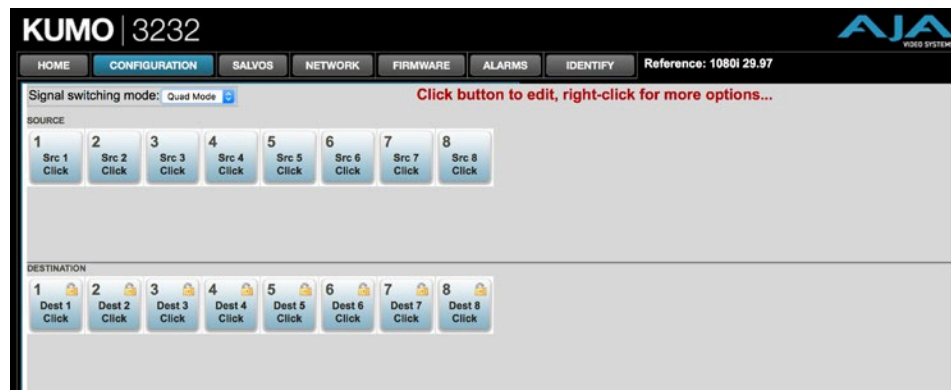 KUMO 3232
AJA
VIDEO SYSTEMS
HOME CONFIGURATION SALVOS NETWORK FIRMWARE ALARMS IDENTIFY Reference: 1080i 29.97
Signal switching mode: Quad Mode Click button to edit, right-click for more options...
SOURCE
1 2 3 4 5 6 7 8
Src 1 Src 2 Src 3 Src 4 Src 5 Src 6 Src 7 Src 8
Click Click Click Click Click Click Click Click
DESTINATION
1 2 3 4 5 6 7 8
Dest 1 Dest 2 Dest 3 Dest 4 Dest 5 Dest 6 Dest 7 Dest 8
Click Click Click Click Click Click Click Click